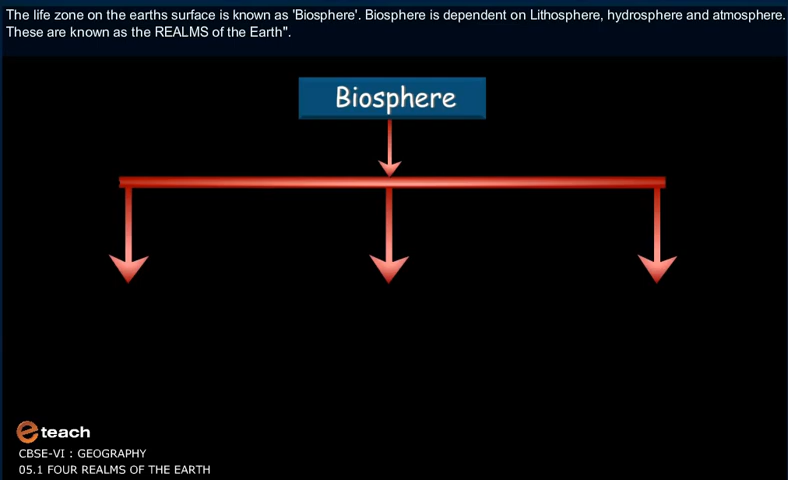 The life zone on the earths surface is known as 'Biosphere'. Biosphere is dependent on Lithosphere, hydrosphere and atmosphere.
These are known as the REALMS of the Earth".
Biosphere
e teach
CBSE-VI : GEOGRAPHY
05.1 FOUR REALMS OF THE EARTH